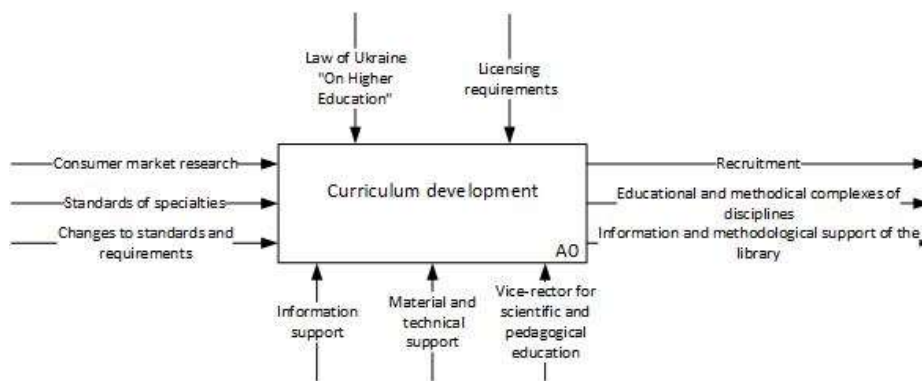 Law of Ukraine
"On Higher
Education"
Licensing
requirements
Consumer market research
Standards of specialties
Changes to standards and
requirements
Curriculum development
A0
Recruitment
Educational and methodical complexes of
disciplines
Information and methodological support of the
library
Information
support
Material and
technical
support
Vice-rector for
scientific and
pedagogical
education